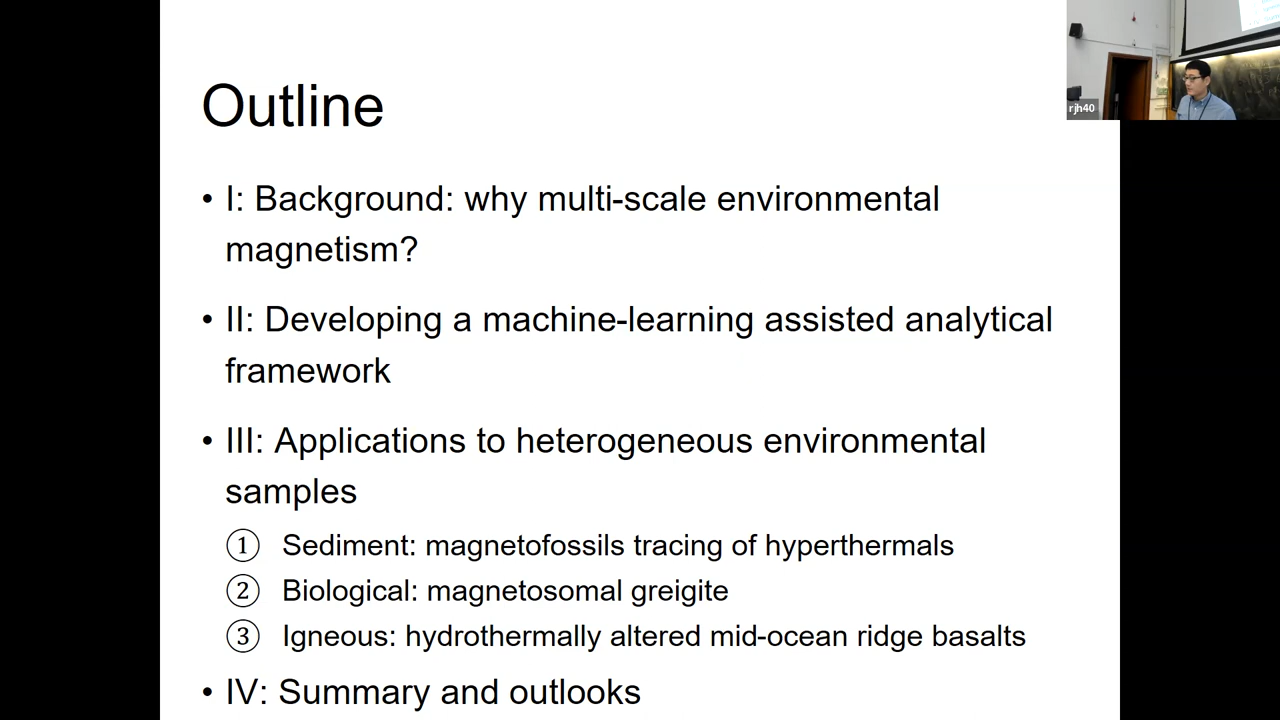 Outline
• I: Background: why multi-scale environmental
magnetism?
• II: Developing a machine-learning assisted analytical
framework
• III: Applications to heterogeneous environmental
samples
① Sediment: magnetofossils tracing of hyperthermals
② Biological: magnetosomal greigite
③ Igneous: hydrothermally altered mid-ocean ridge basalts
• IV: Summary and outlooks
rjh40